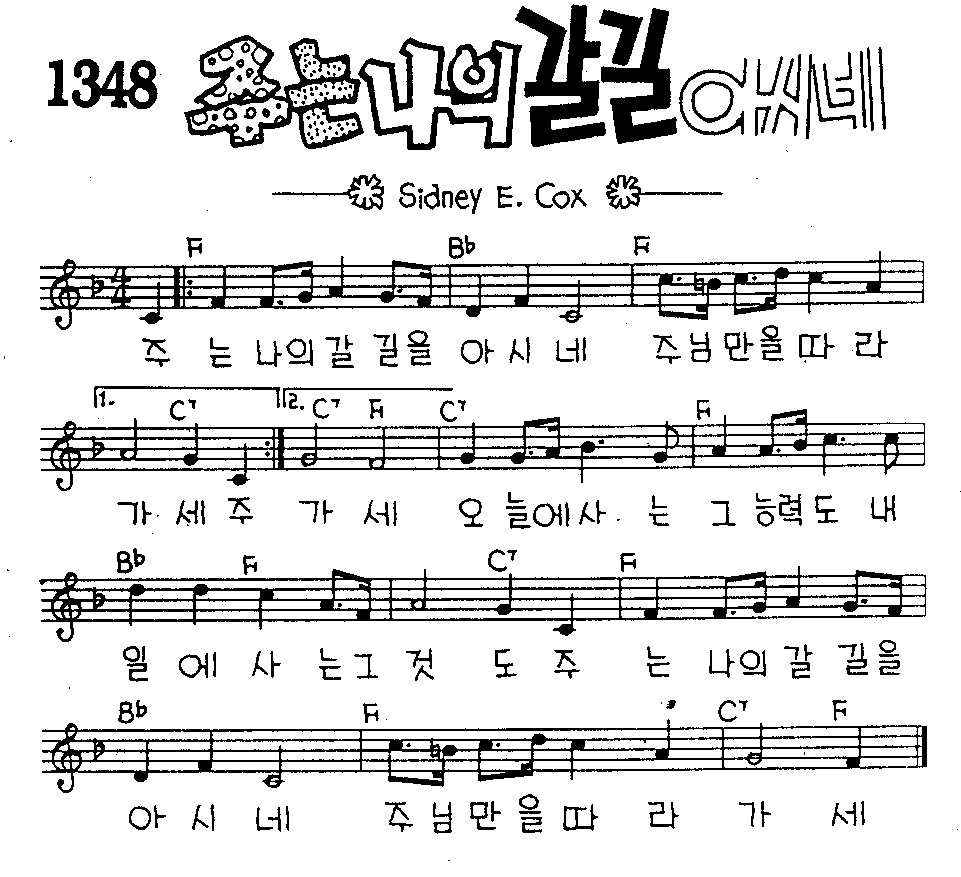 1348 주는 나의 갈길 아시네
Sidney E. Cox
F B♭ F
4
4
주 는 나의 갈 길을 아 시 네 주님만을 따 라
1. C7 2. C7 F C7 F
가 세 주 가 세 오 늘에사 는 그 능력 도 내
B♭ F C7 F
일 에 사 는그 것 도 주 는 나의 갈 길을
B♭ F C7 F
아 시 네 주님만을 따 라 가 세